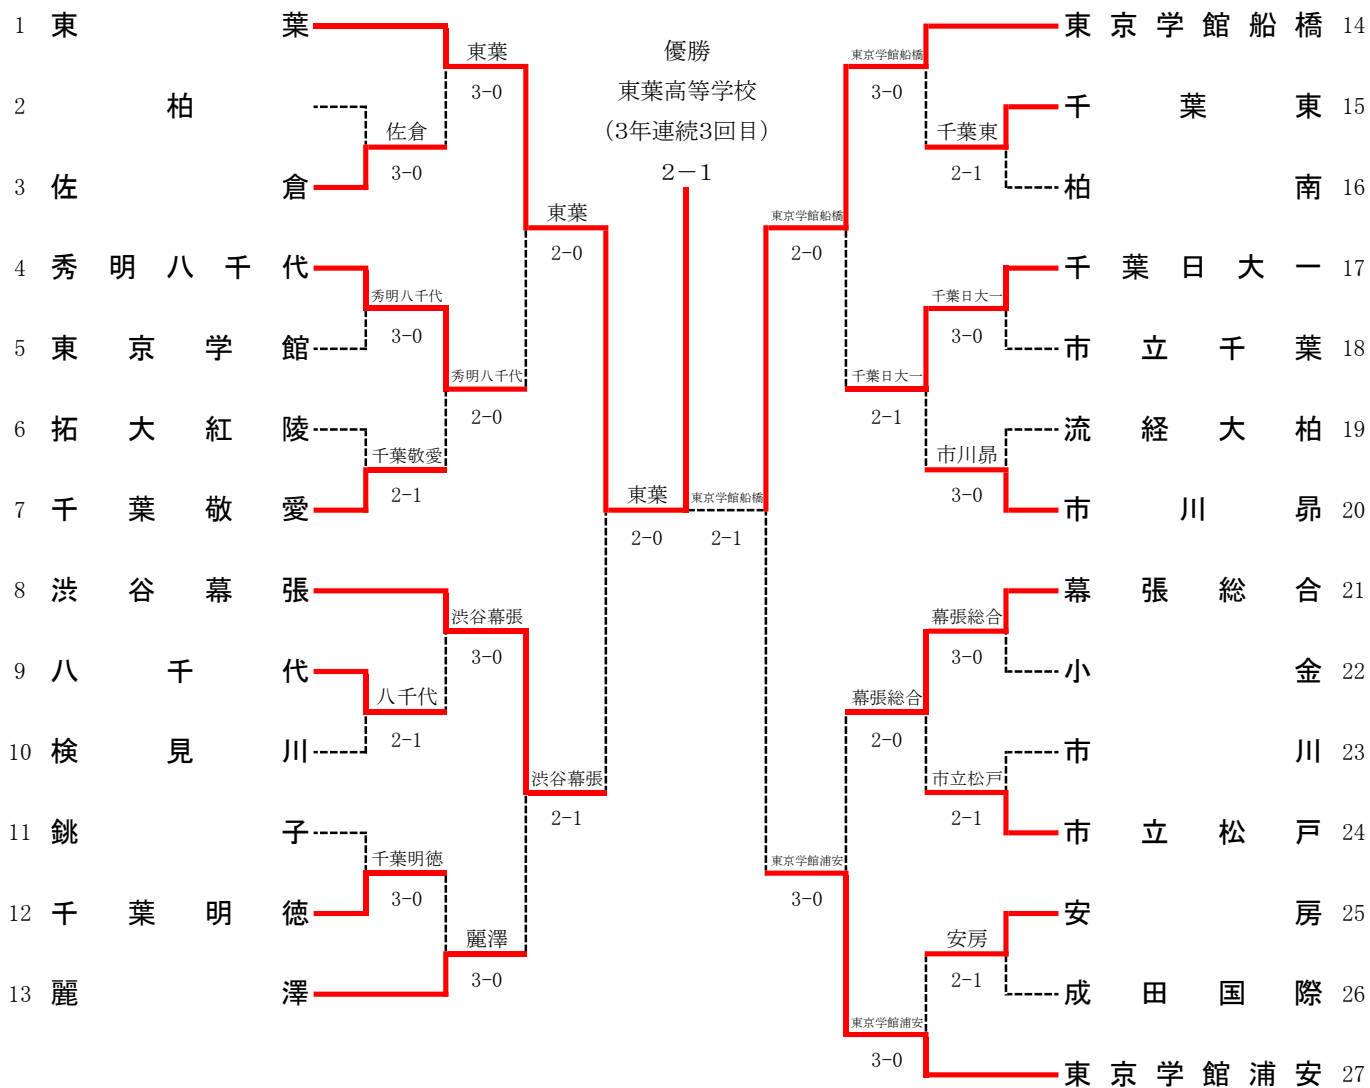 1 東葉
2 柏
3 佐倉
4 秀明八千代
5 東京学館
6 拓大紅陵
7 千葉敬愛
8 渋谷幕張
9 八千代
10 検見川
11 銚子
12 千葉明徳
13 麗澤
佐倉
3-0
秀明八千代
3-0
千葉敬愛
2-1
八千代
2-1
千葉明徳
3-0
東葉
3-0
秀明八千代
2-0
渋谷幕張
3-0
麗澤
3-0
東葉
2-0
渋谷幕張
2-1
東葉
2-0
優勝
東葉高等学校
(3年連続3回目)
2-1
東京学館船橋
2-1
東京学館船橋
2-0
東京学館浦安
3-0
東京学館船橋
3-0
千葉日大一
2-1
幕張総合
2-0
東京学館浦安
3-0
千葉東
2-1
千葉日大一
3-0
市川昴
3-0
幕張総合
3-0
市立松戸
2-1
安房
2-1
東京学館船橋 14
千葉東 15
柏南 16
千葉日大一 17
市立千葉 18
流経大柏 19
市川昴 20
幕張総合 21
小金 22
市川 23
市立松戸 24
安房 25
成田国際 26
東京学館浦安 27